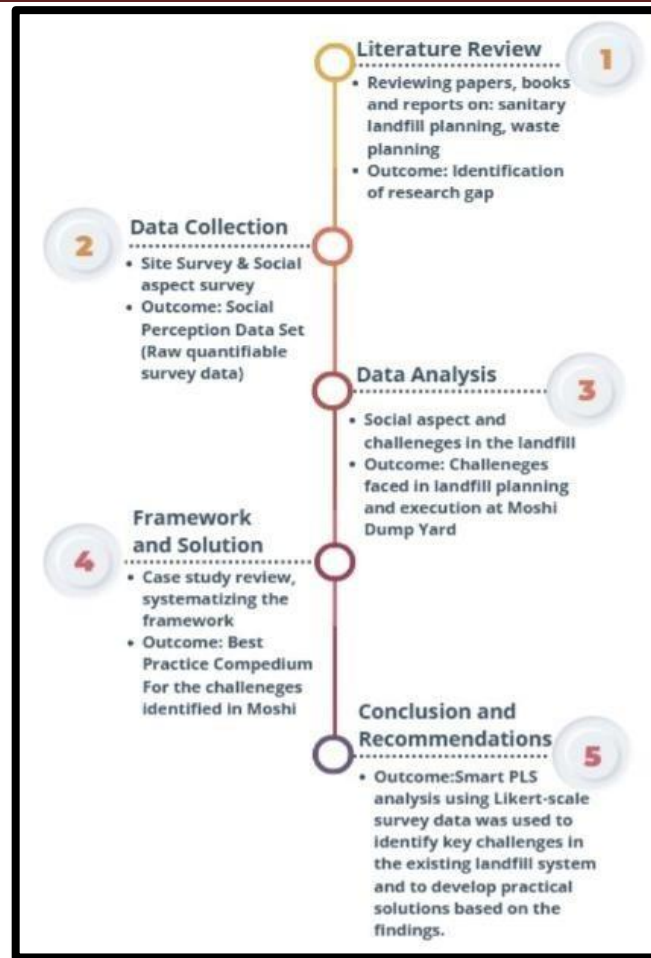 Literature Review
1
• Reviewing papers, books
and reports on: sanitary
landfill planning, waste
planning
• Outcome: Identification
of research gap
2
Data Collection
• Site Survey & Social
aspect survey
• Outcome: Social
Perception Data Set
(Raw quantifiable
survey data)
Data Analysis
3
• Social aspect and
challeneges in the landfill
• Outcome: Challeneges
faced in landfill planning
and execution at Moshi
Dump Yard
4
Framework
and Solution
• Case study review,
systematizing the
framework
• Outcome: Best
Practice Compedium
For the challeneges
identified in Moshi
Conclusion and
Recommendations
5
• Outcome:Smart PLS
analysis using Likert-scale
survey data was used to
identify key challenges in
the existing landfill system
and to develop practical
solutions based on the
findings.